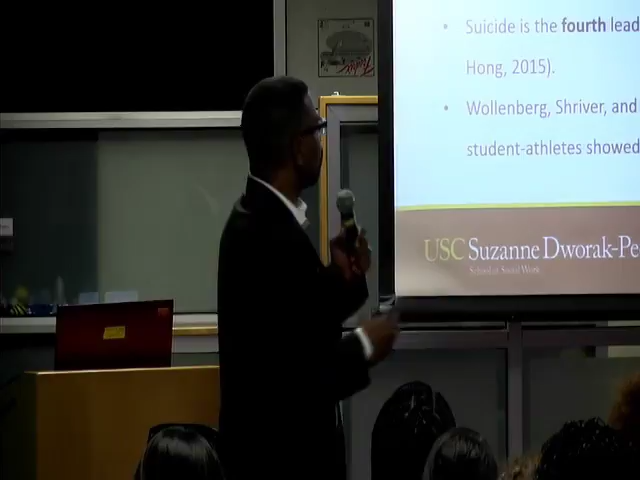 • Suicide is the fourth lead
Hong, 2015).
• Wollenberg, Shriver, and
student-athletes showed
USC Suzanne Dworak-Pe
School of Social Work